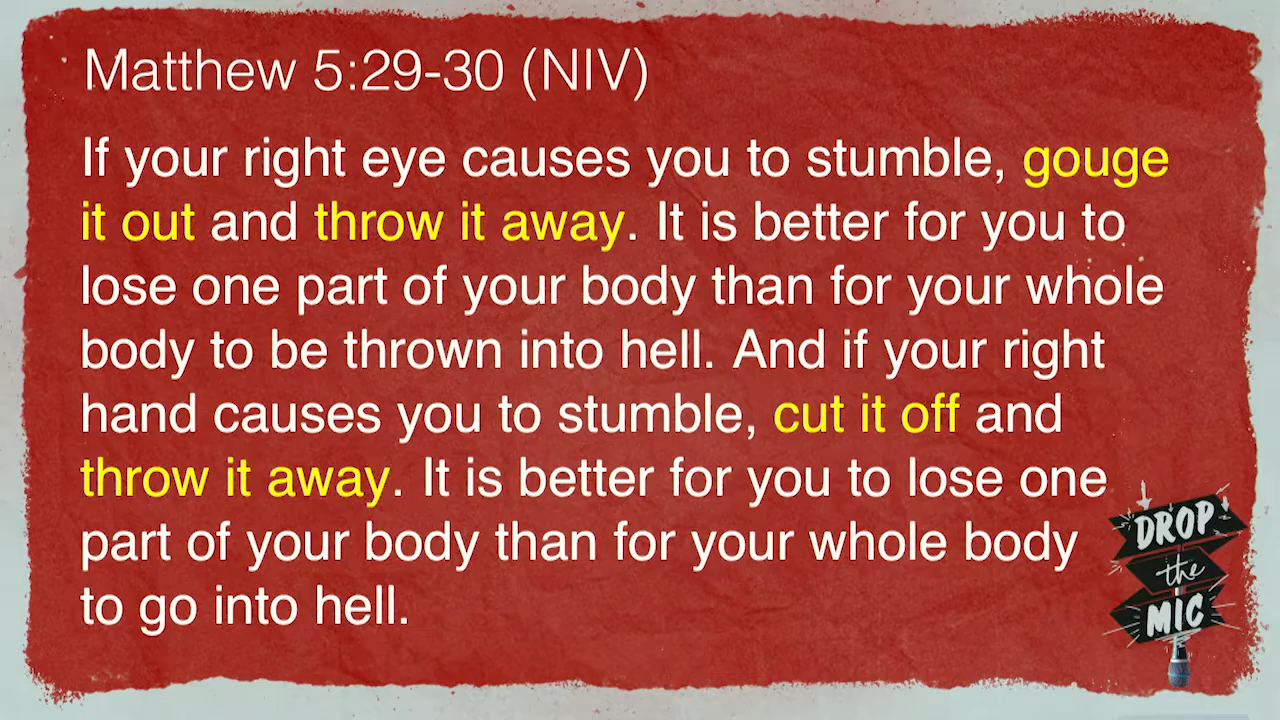 Matthew 5:29-30 (NIV)
If your right eye causes you to stumble, gouge
it out and throw it away. It is better for you to
lose one part of your body than for your whole
body to be thrown into hell. And if your right
hand causes you to stumble, cut it off and
throw it away. It is better for you to lose one
part of your body than for your whole body
to go into hell.
DROP
the
MIC